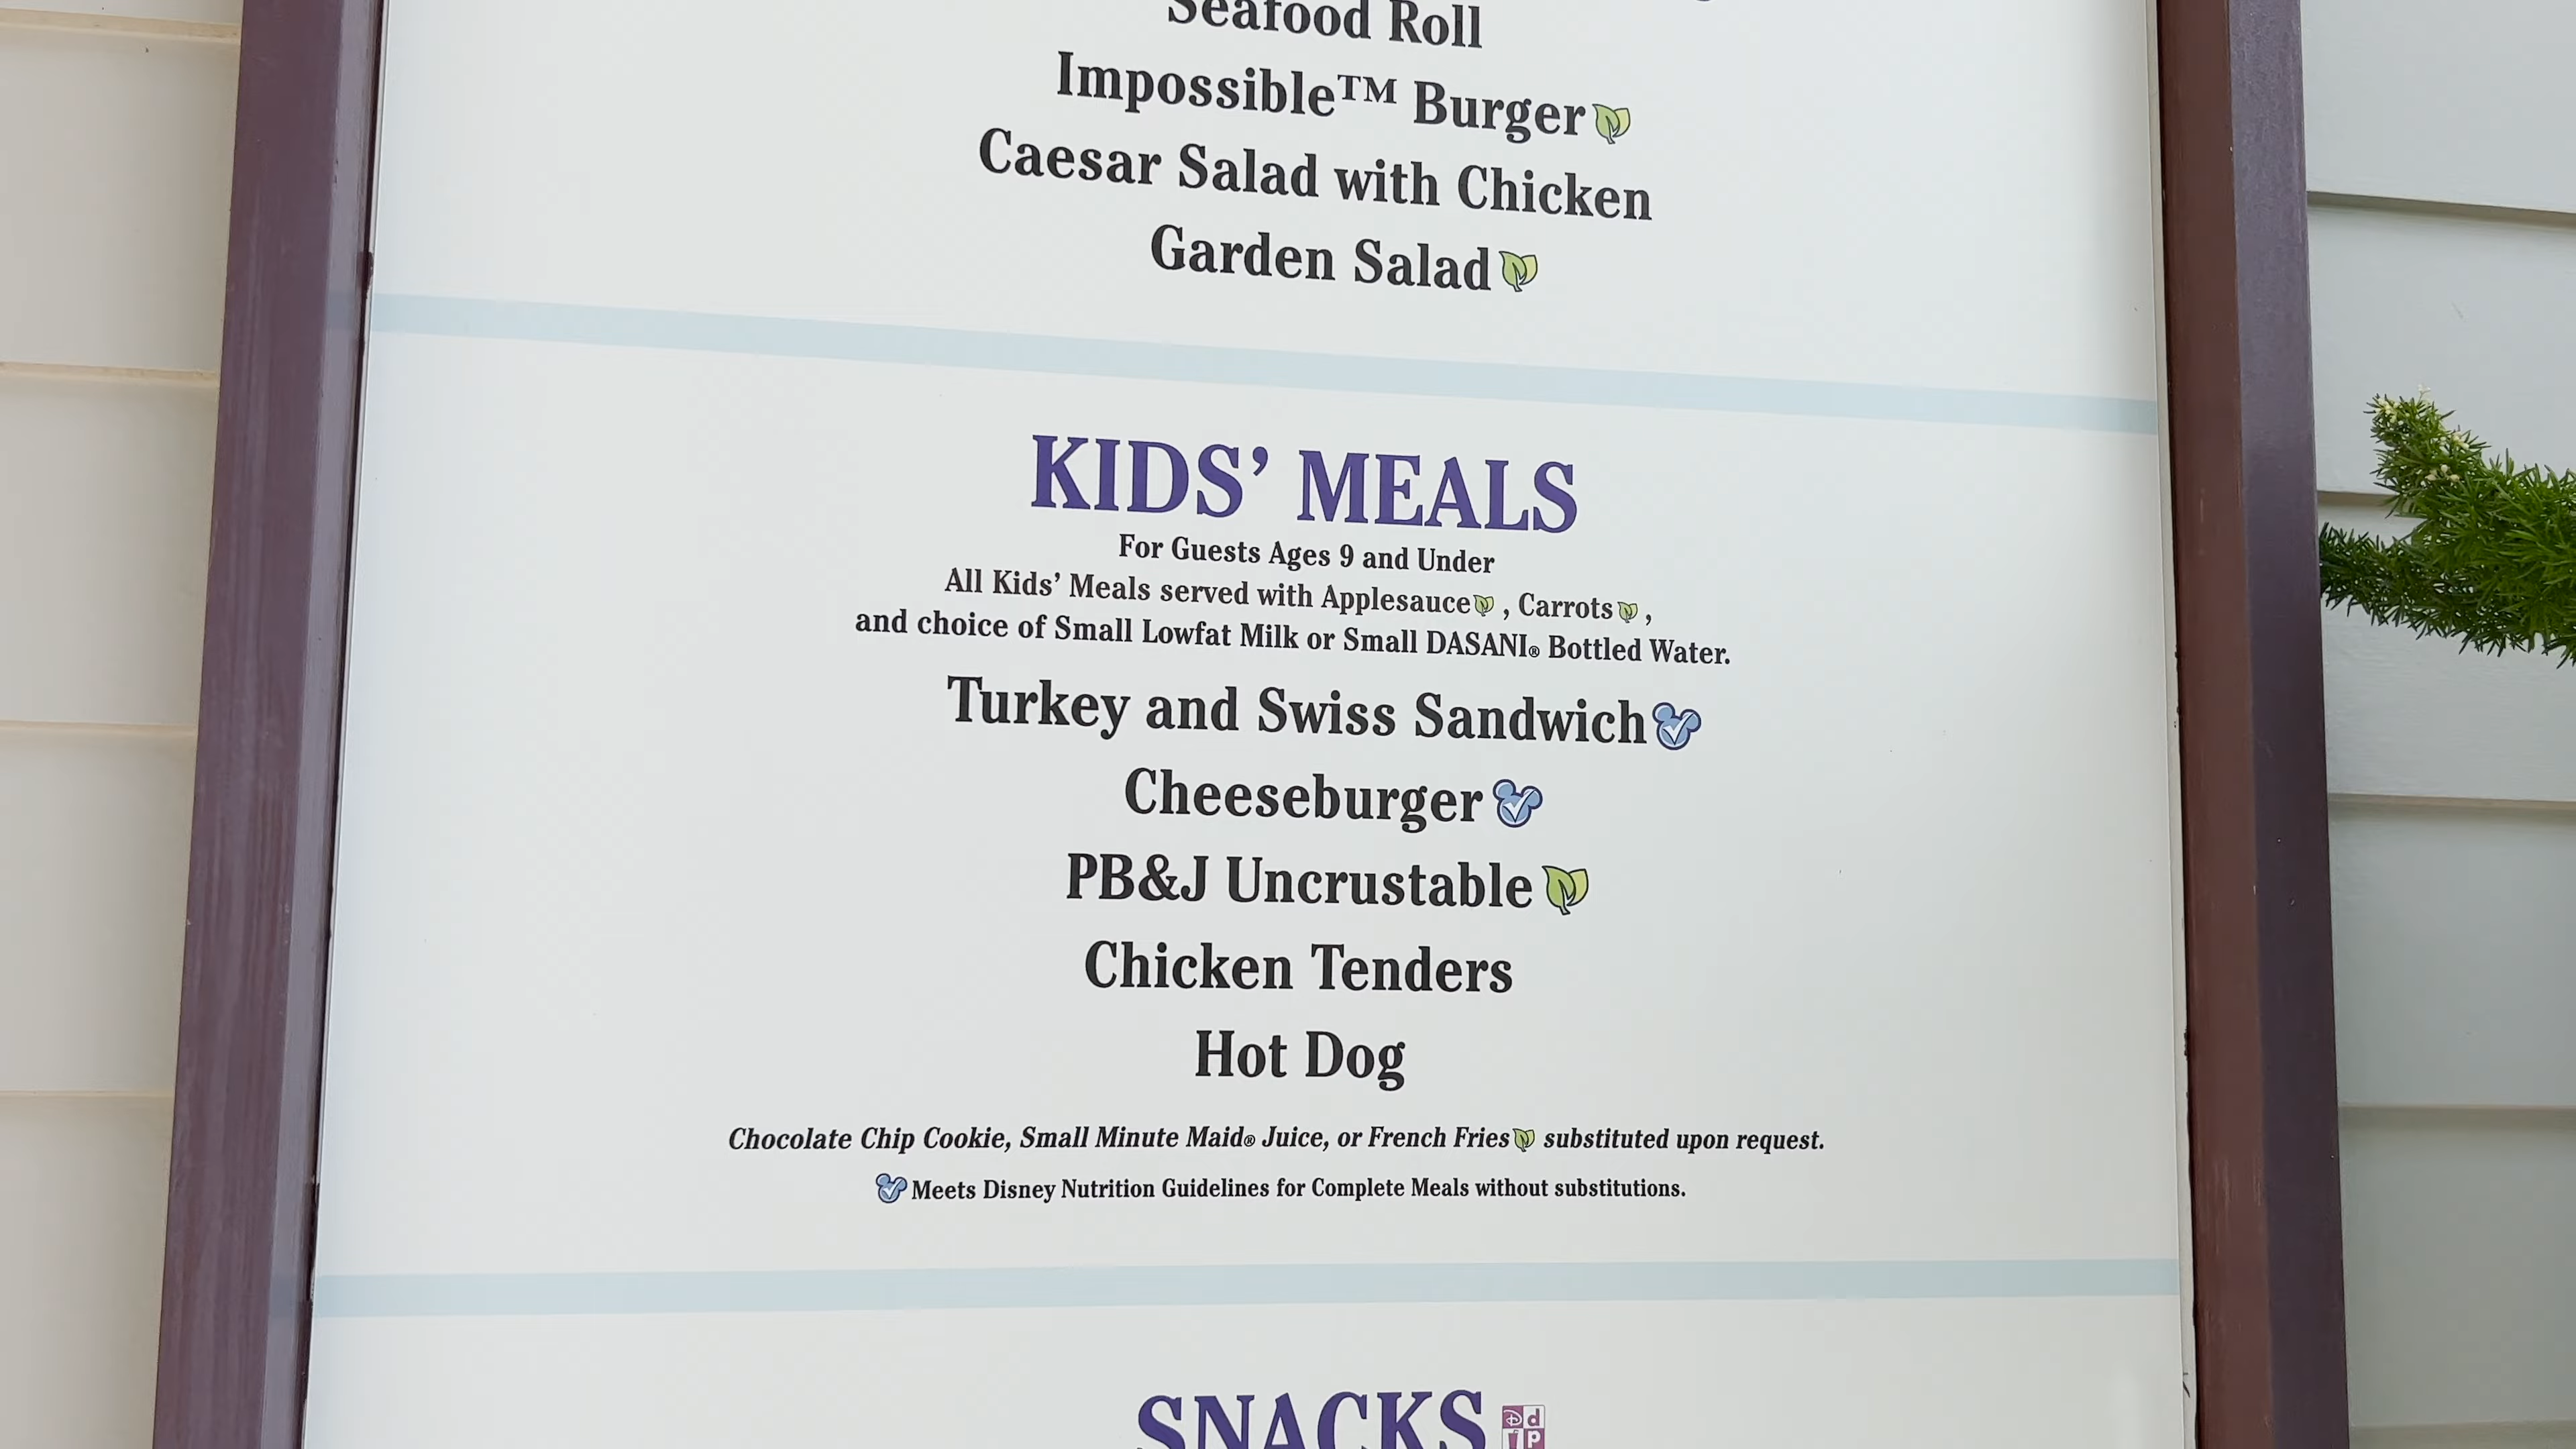 Seafood Roll
Impossible™ Burger
Caesar Salad with Chicken
Garden Salad
KIDS’ MEALS
For Guests Ages 9 and Under
All Kids’ Meals served with Applesauce , Carrots ,
and choice of Small Lowfat Milk or Small DASANI® Bottled Water.
Turkey and Swiss Sandwich
Cheeseburger
PB&J Uncrustable
Chicken Tenders
Hot Dog
Chocolate Chip Cookie, Small Minute Maid® Juice, or French Fries substituted upon request.
Meets Disney Nutrition Guidelines for Complete Meals without substitutions.
SNACKS